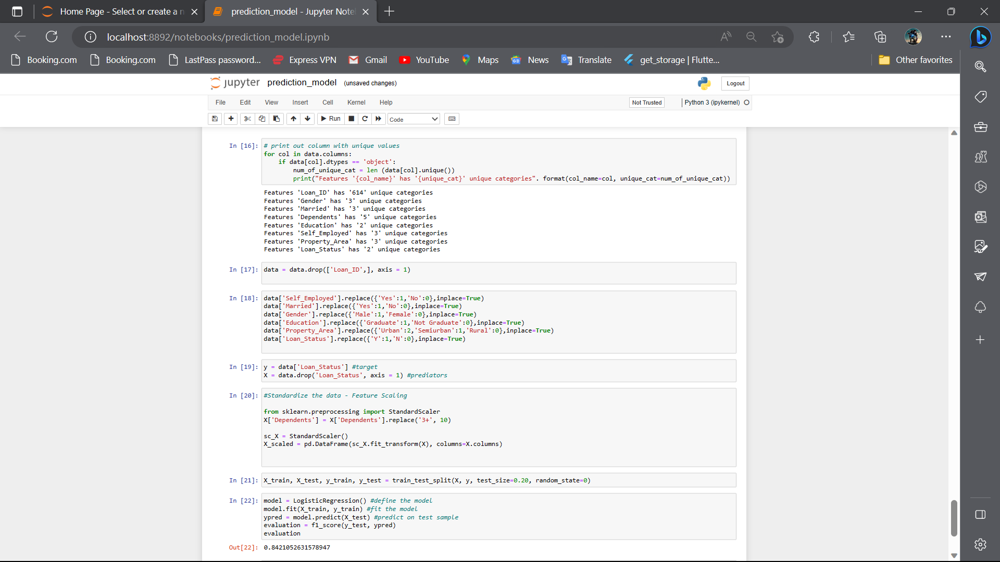 Home Page - Select or create a n
prediction_model - Jupyter Note
localhost:8892/notebooks/prediction_model.ipynb
Booking.com
Booking.com
LastPass password...
Express VPN
Gmail
YouTube
Maps
News
Translate
get_storage | Flutte...
Other favorites
jupyter prediction_model (unsaved changes)
Logout
File Edit View Insert Cell Kernel Help
Not Trusted
Python 3 (ipykernel)
Run
Code
In [16]: # print out column with unique values
for col in data.columns:
    if data[col].dtypes == 'object':
        num_of_unique_cat = len (data[col].unique())
        print("Features '{col_name}' has '{unique_cat}' unique categories". format(col_name=col, unique_cat=num_of_unique_cat))
Features 'Loan_ID' has '614' unique categories
Features 'Gender' has '3' unique categories
Features 'Married' has '3' unique categories
Features 'Dependents' has '5' unique categories
Features 'Education' has '2' unique categories
Features 'Self_Employed' has '3' unique categories
Features 'Property_Area' has '3' unique categories
Features 'Loan_Status' has '2' unique categories
In [17]: data = data.drop(['Loan_ID',], axis = 1)
In [18]: data['Self_Employed'].replace({'Yes':1,'No':0},inplace=True)
data['Married'].replace({'Yes':1,'No':0},inplace=True)
data['Gender'].replace({'Male':1,'Female':0},inplace=True)
data['Education'].replace({'Graduate':1,'Not Graduate':0},inplace=True)
data['Property_Area'].replace({'Urban':2,'Semiurban':1,'Rural':0},inplace=True)
data['Loan_Status'].replace({'Y':1,'N':0},inplace=True)
In [19]: y = data['Loan_Status'] #target
X = data.drop('Loan_Status', axis = 1) #prediators
In [20]: #Standardize the data - Feature Scaling
from sklearn.preprocessing import StandardScaler
X['Dependents'] = X['Dependents'].replace('3+', 10)
sc_X = StandardScaler()
X_scaled = pd.DataFrame(sc_X.fit_transform(X), columns=X.columns)
In [21]: X_train, X_test, y_train, y_test = train_test_split(X, y, test_size=0.20, random_state=0)
In [22]: model = LogisticRegression() #define the model
model.fit(X_train, y_train) #fit the model
ypred = model.predict(X_test) #predict on test sample
evaluation = f1_score(y_test, ypred)
evaluation
Out[22]: 0.8421052631578947